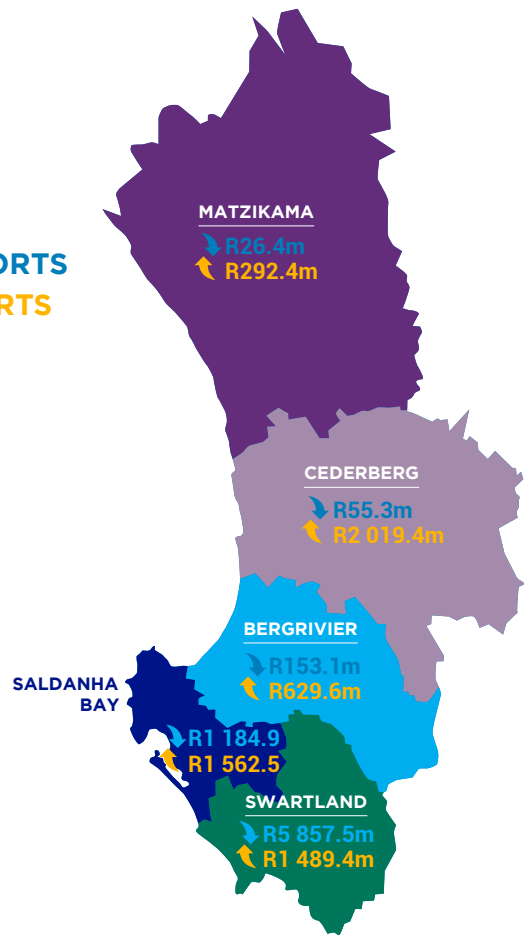 MATZIKAMA
R26.4m
R292.4m
ORTS
RTS
CEDERBERG
R55.3m
R2 019.4m
BERGRIVIER
R153.1m
R629.6m
SALDANHA
BAY
R1 184.9
R1 562.5
SWARTLAND
R5 857.5m
R1 489.4m